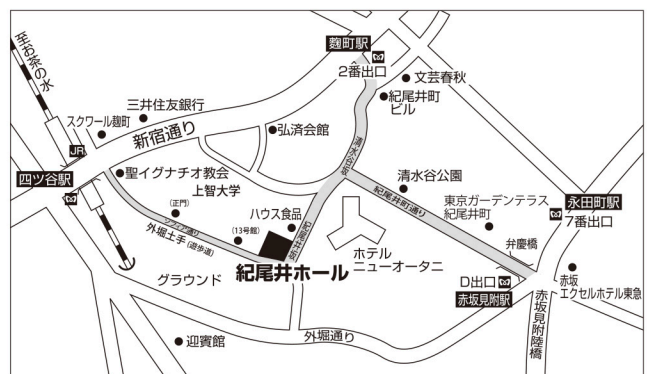 至お茶の水
麴町駅
2番出口
文芸春秋
紀尾井町
ビル
三井住友銀行
スクワール麴町
新宿通り
弘済会館
清水谷坂
JR
四ツ谷駅
聖イグナチオ教会
上智大学
清水谷公園
紀尾井町通り
東京ガーデンテラス
紀尾井町
永田町駅
7番出口
(正門)
ソフィア通り
外堀土手(遊歩道)
(13号館)
ハウス食品
紀尾井坂
弁慶橋
ホテル
ニューオータニ
紀尾井ホール
グラウンド
D出口
赤坂見附駅
赤坂
エクセルホテル東急
赤坂見附陸橋
外堀通り
迎賓館